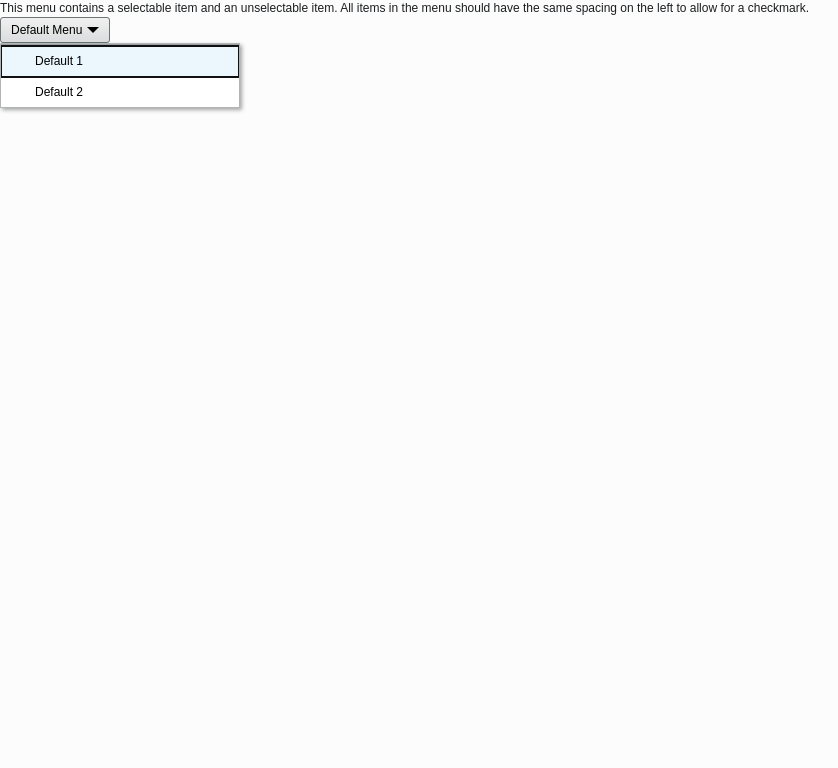 This menu contains a selectable item and an unselectable item. All items in the menu should have the same spacing on the left to allow for a checkmark.
Default Menu
Default 1
Default 2